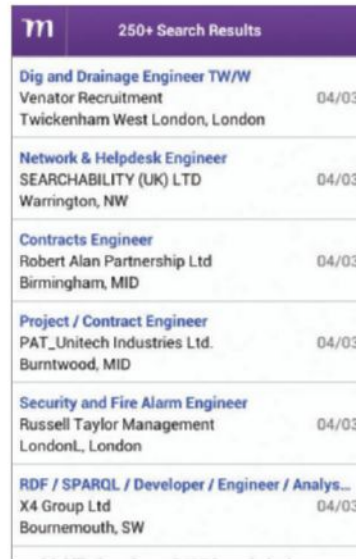 m 250+ Search Results
Dig and Drainage Engineer TW/W
Venator Recruitment 04/03
Twickenham West London, London
Network & Helpdesk Engineer
SEARCHABILITY (UK) LTD 04/03
Warrington, NW
Contracts Engineer
Robert Alan Partnership Ltd 04/03
Birmingham, MID
Project / Contract Engineer
PAT_Unitech Industries Ltd. 04/03
Burntwood, MID
Security and Fire Alarm Engineer
Russell Taylor Management 04/03
LondonL, London
RDF / SPARQL / Developer / Engineer / Analys...
X4 Group Ltd 04/03
Bournemouth, SW